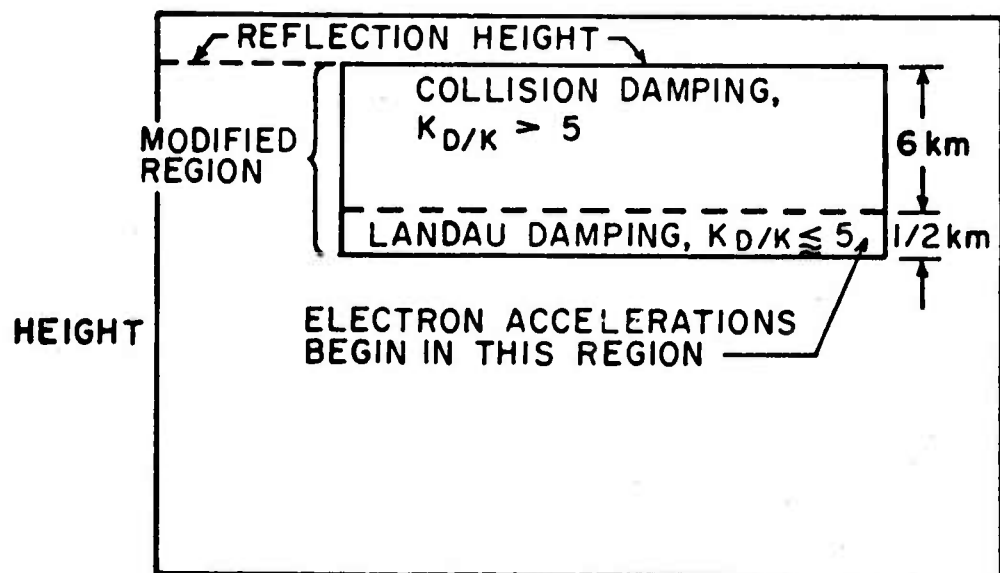 REFLECTION HEIGHT
COLLISION DAMPING,
K D/K > 5
6 km
MODIFIED
REGION
LANDAU DAMPING, K D/K ≦ 5
1/2 km
HEIGHT
ELECTRON ACCELERATIONS
BEGIN IN THIS REGION